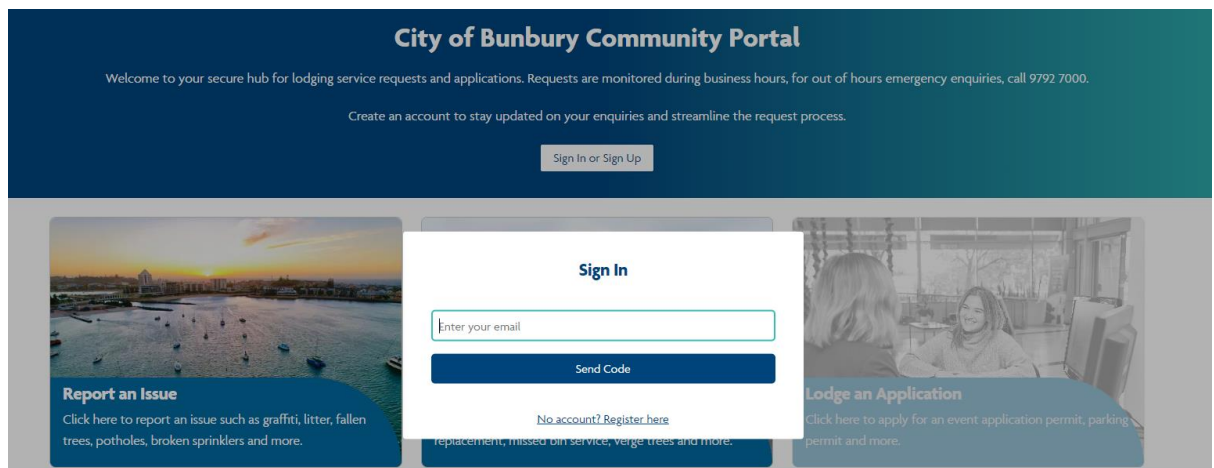 City of Bunbury Community Portal
Welcome to your secure hub for lodging service requests and applications. Requests are monitored during business hours, for out of hours emergency enquiries, call 9792 7000.
Create an account to stay updated on your enquiries and streamline the request process.
Sign In or Sign Up
Sign In
Enter your email
Send Code
No account? Register here
Report an Issue
Click here to report an issue such as graffiti, litter, fallen
trees, potholes, broken sprinklers and more.
replacement, missed bin service, verge trees and more.
Lodge an Application
Click here to apply for an event application permit, parking
permit and more.